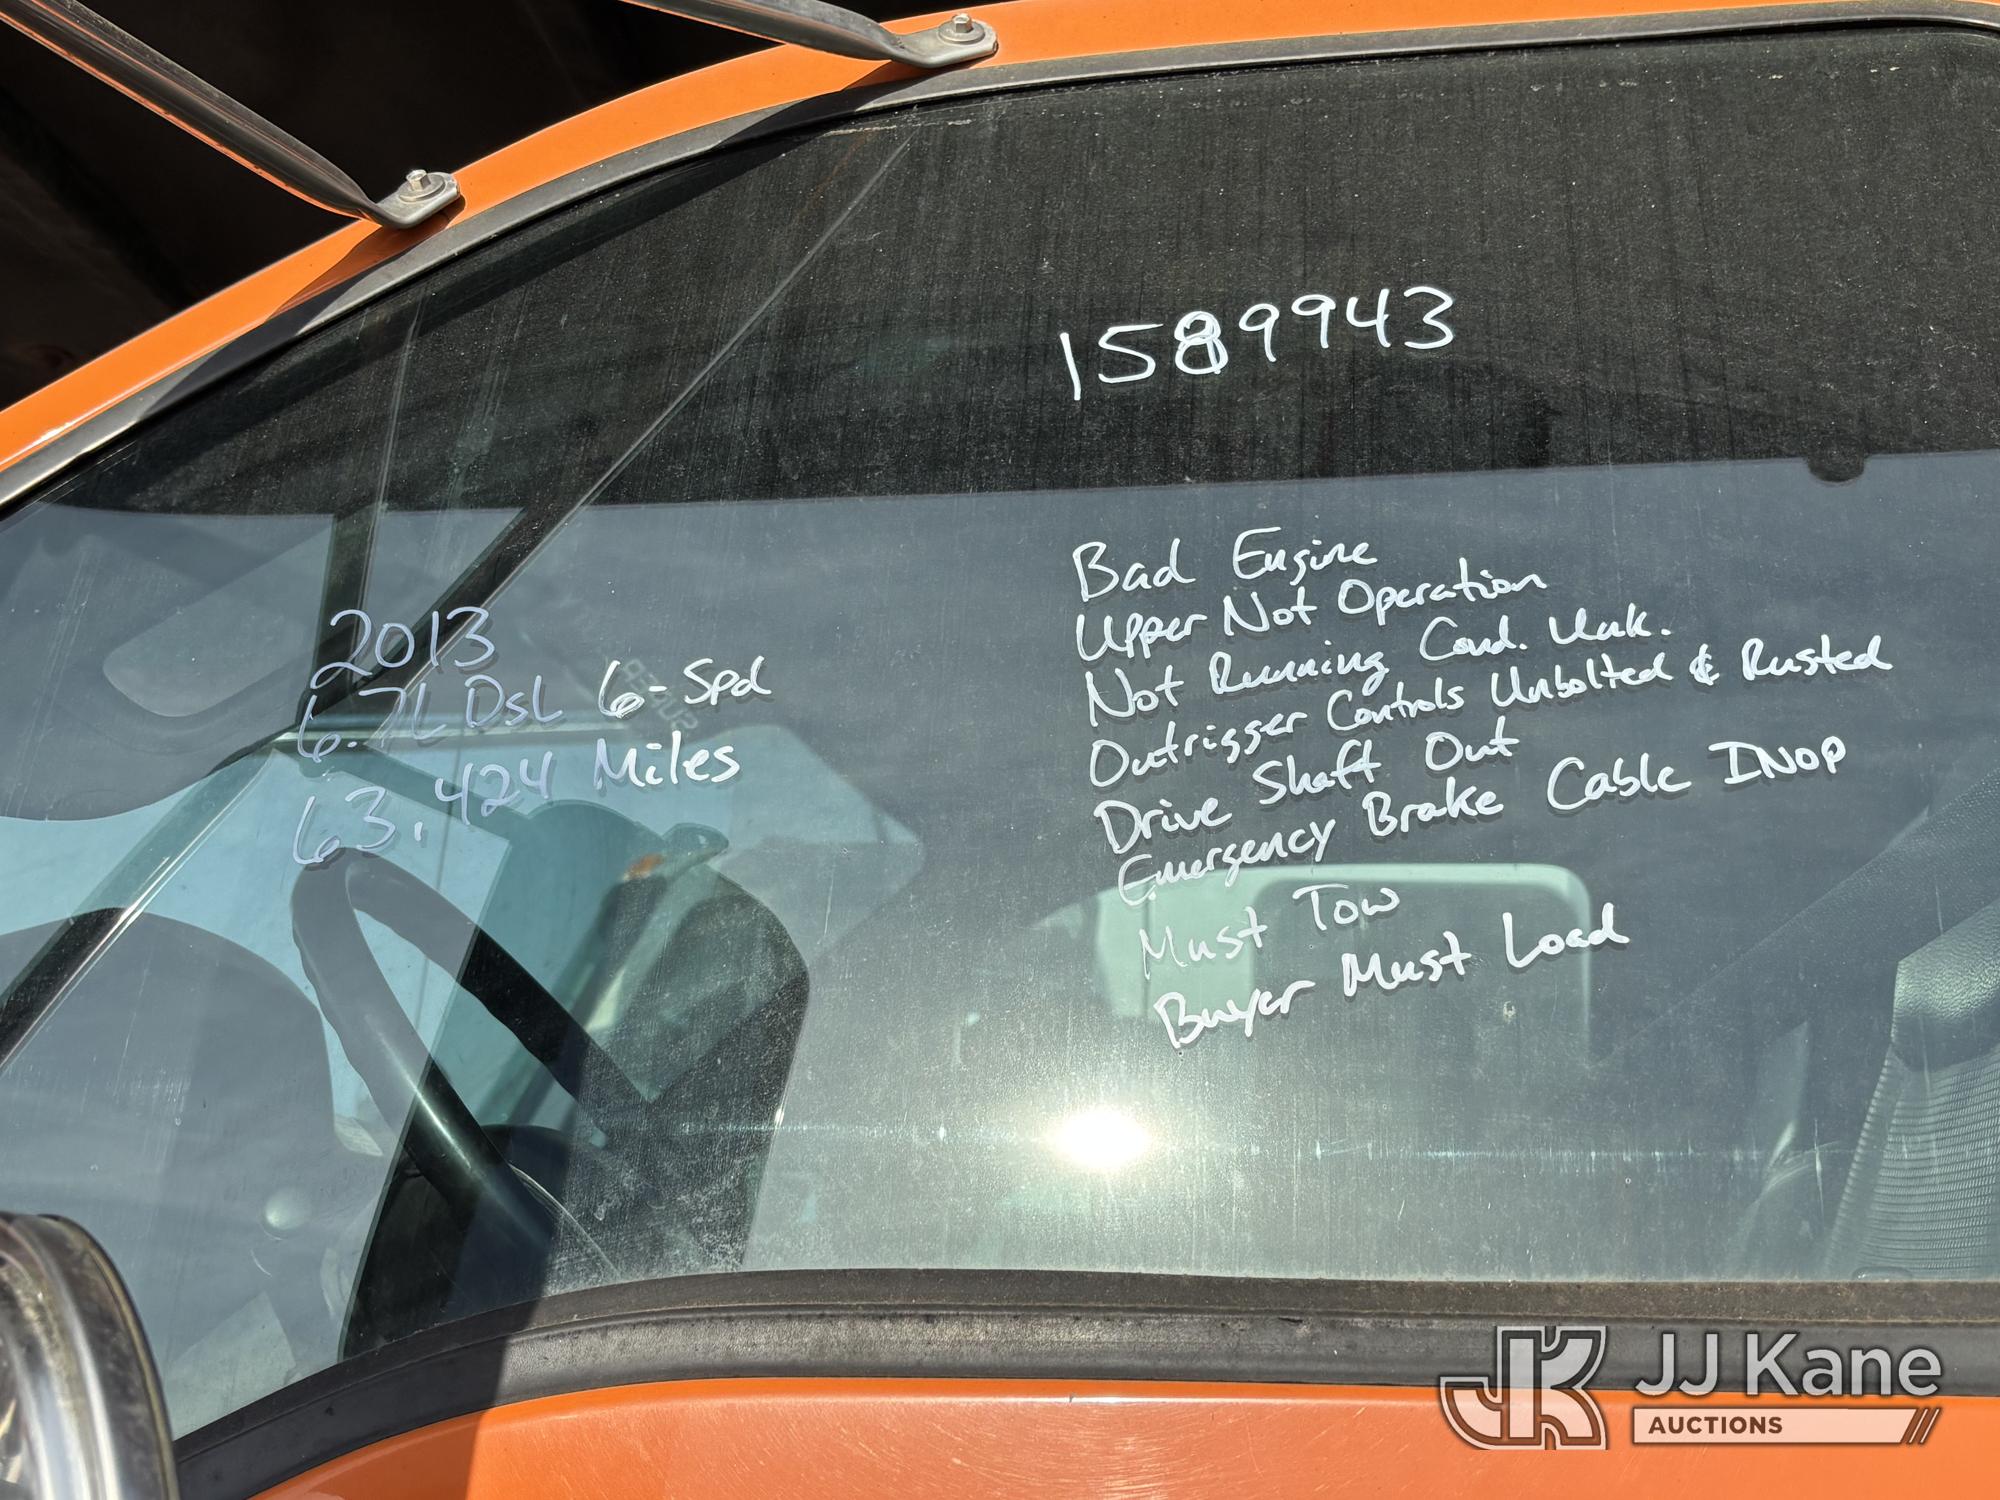 1589943
2013
6.7L DSL 6-Spd
63,424 Miles
Bad Engine
Upper Not Operation
Not Running Cond. Unk.
Outrigger Controls Unbolted & Rusted
Drive Shaft Out
Emergency Brake Cable INOP
Must Tow
Buyer Must Load
JJ Kane
AUCTIONS